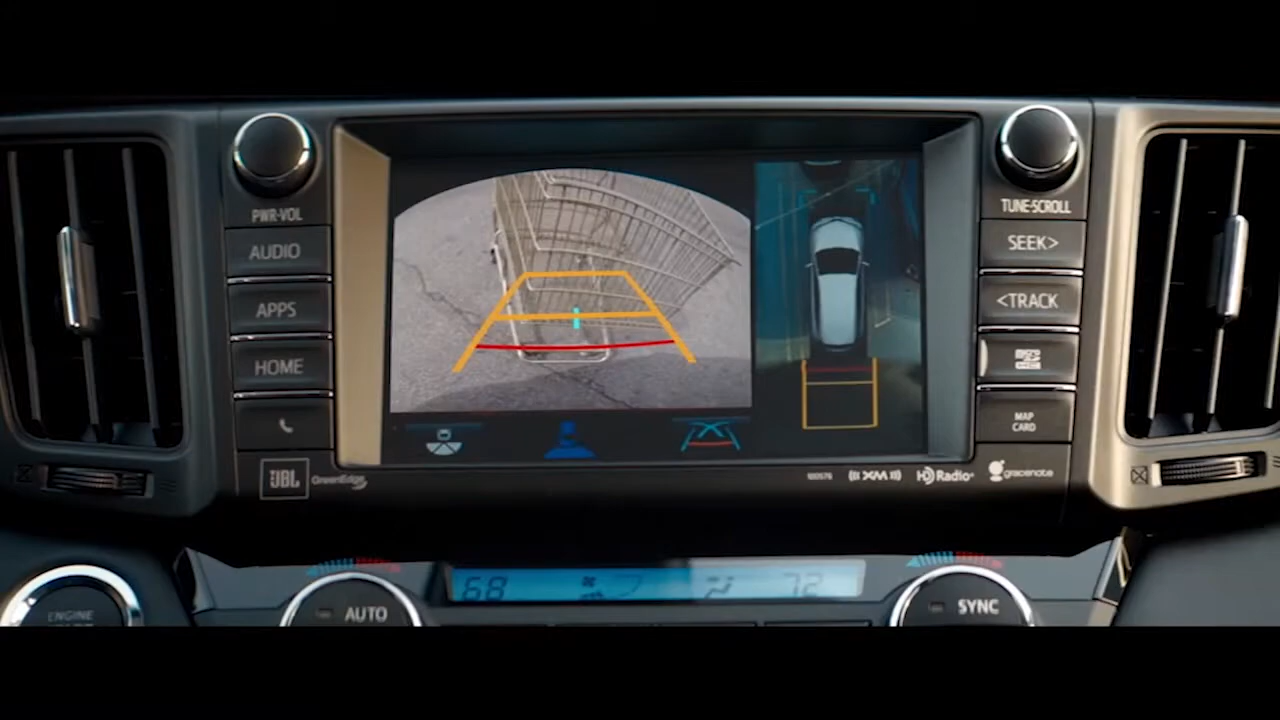 PWR·VOL
AUDIO
APPS
HOME
TUNE·SCROLL
SEEK>
<TRACK
MAP
CARD
JBL
GreenEdge
XM
HD Radio
gracenote
68
72
ENGINE
AUTO
SYNC